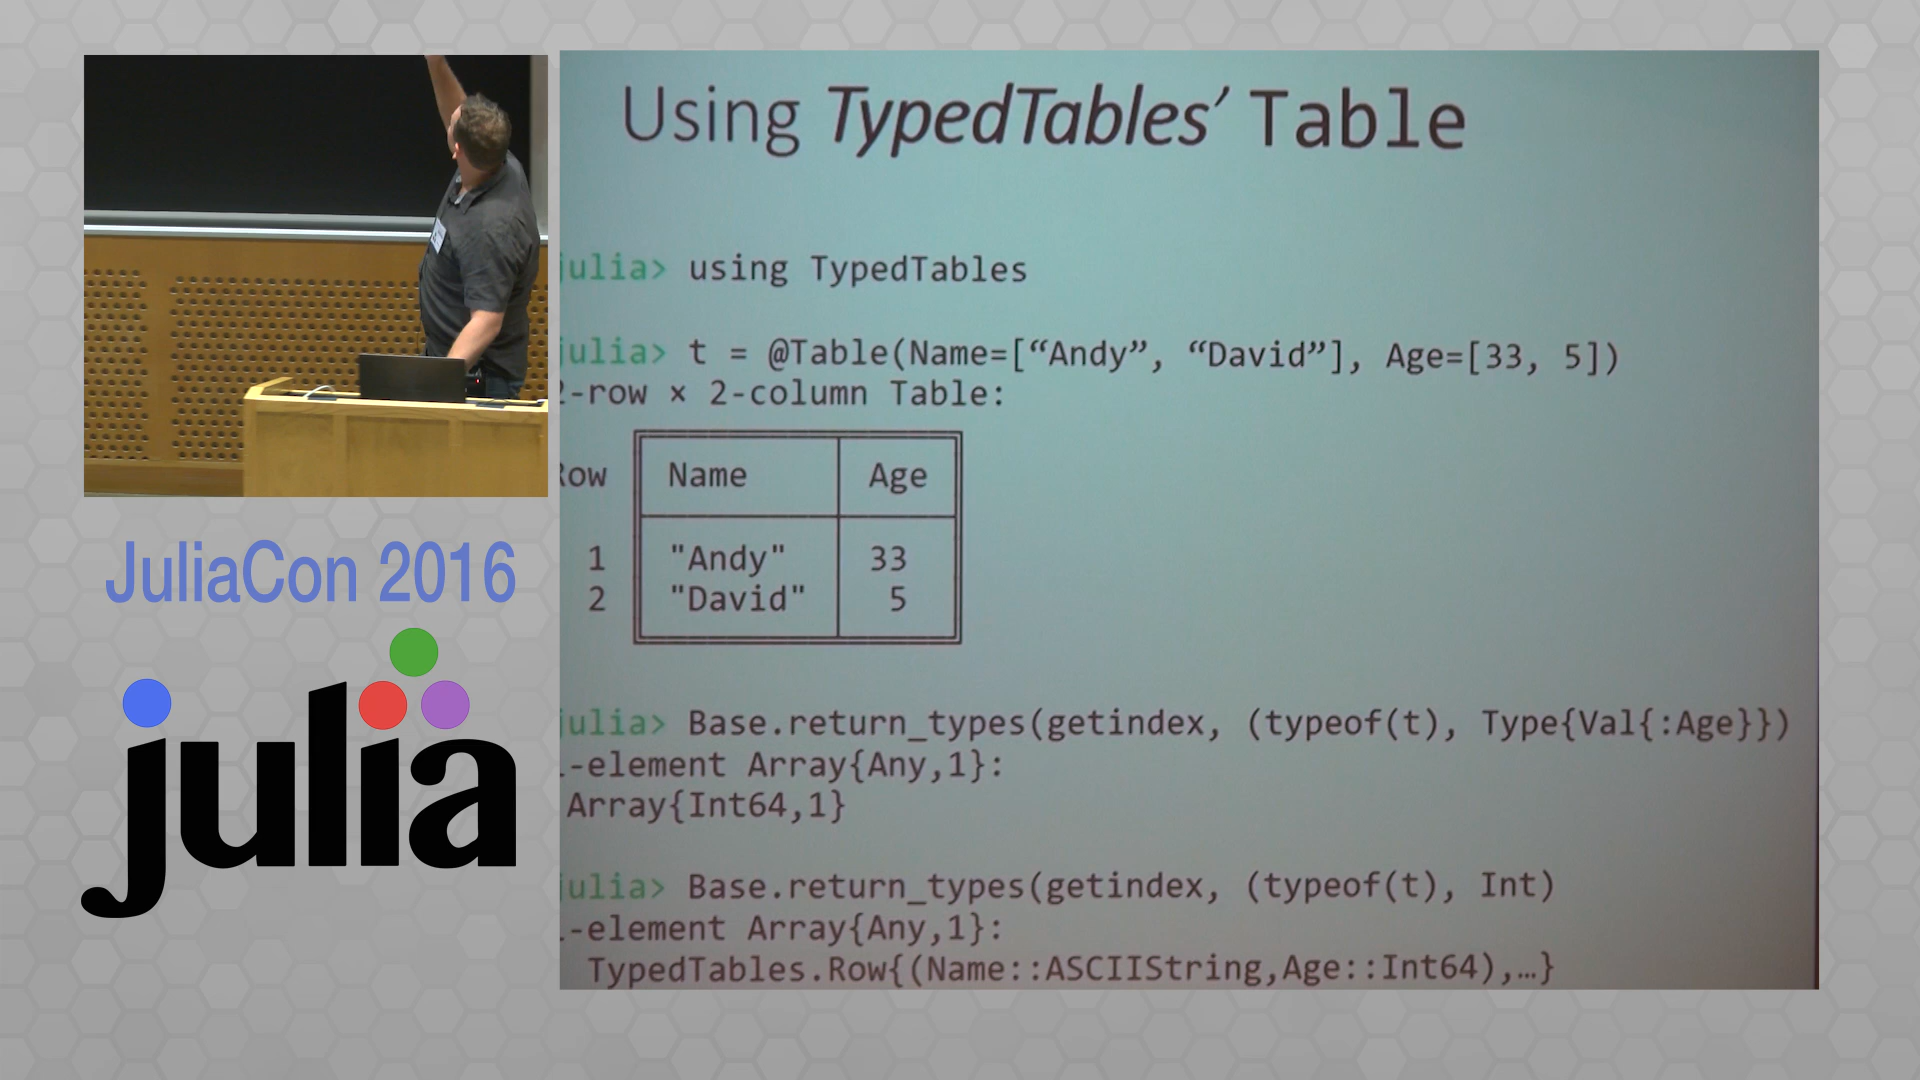 Using TypedTables' Table
julia> using TypedTables
julia> t = @Table(Name=[“Andy”, “David”], Age=[33, 5])
2-row × 2-column Table:
Row Name Age
1 "Andy" 33
2 "David" 5
julia> Base.return_types(getindex, (typeof(t), Type{Val{:Age}})
-element Array{Any,1}:
Array{Int64,1}
julia> Base.return_types(getindex, (typeof(t), Int)
-element Array{Any,1}:
TypedTables.Row{(Name::ASCIIString,Age::Int64),…}
JuliaCon 2016
julia